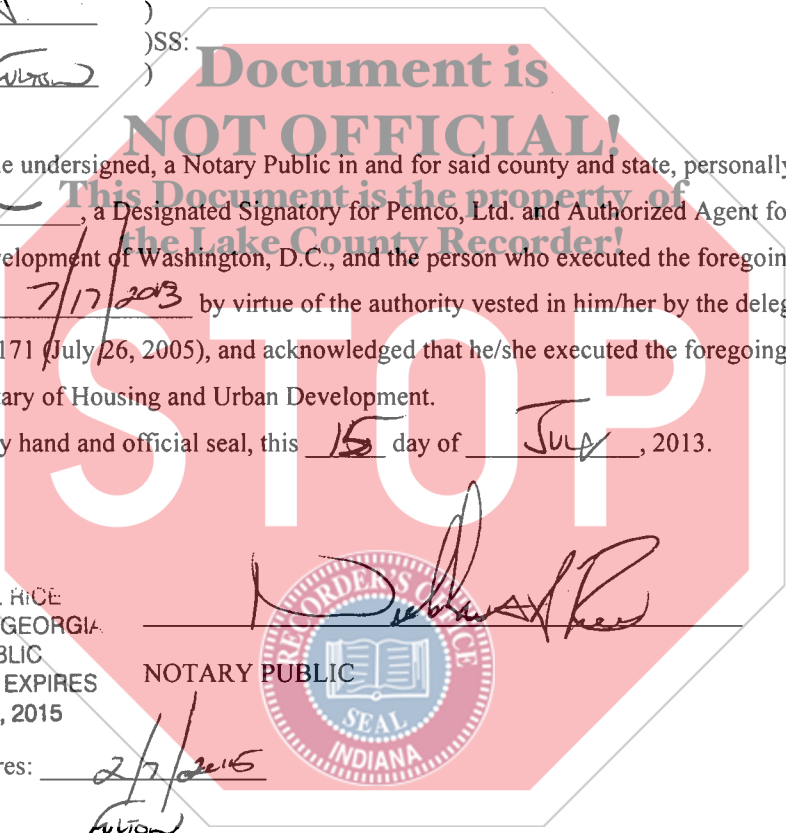 )
)SS:
Fulton )
Document is
NOT OFFICIAL!
e undersigned, a Notary Public in and for said county and state, personally
This Document is the property of
, a Designated Signatory for Pemco, Ltd. and Authorized Agent fo
the Lake County Recorder!
velopment of Washington, D.C., and the person who executed the foregoin
7/17/2013 by virtue of the authority vested in him/her by the deleg
171 (July 26, 2005), and acknowledged that he/she executed the foregoing
tary of Housing and Urban Development.
y hand and official seal, this 15 day of July, 2013.
STOP
RICE
GEORGIA
BLIC
EXPIRES
, 2015
NOTARY PUBLIC
RECORDER'S OFFICE
SEAL
INDIANA
res: 2/7/2015
Fulton